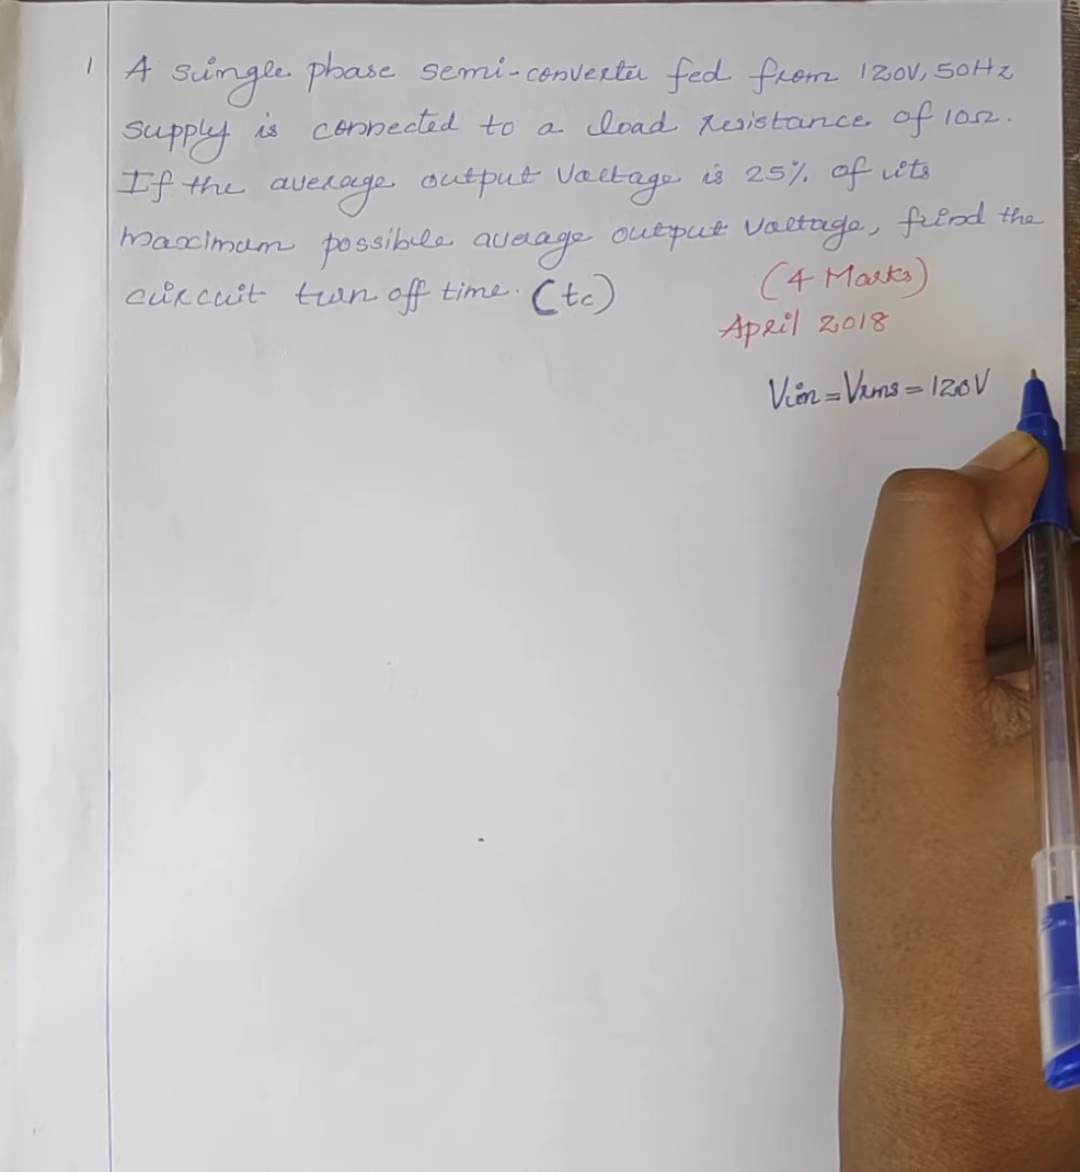 1 A single phase semi-converter fed from 120V, 50Hz
supply is connected to a load resistance of 10Ω.
If the average output voltage is 25% of its
maximum possible average output voltage, find the
circuit turn off time. (tc)
(4 Marks)
April 2018
Vin = Vrms = 120V